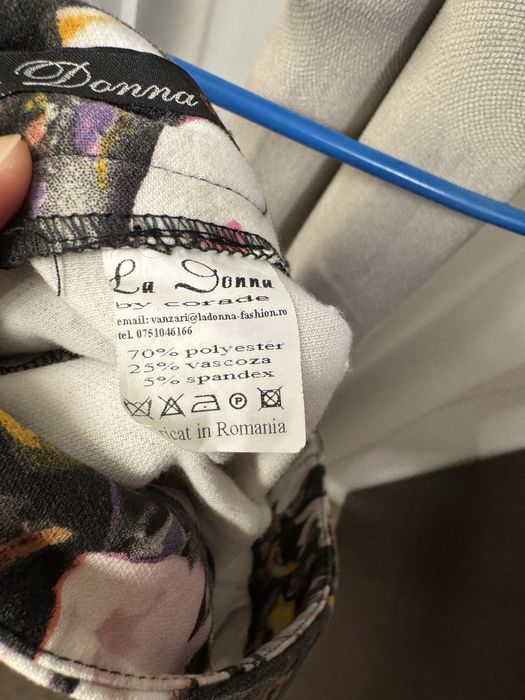 Donna
La Donna
by corade
email: vanzari@ladonna-fashion.ro
tel. 0751046166
70% polyester
25% vascoza
5% spandex
P
ricat in Romania